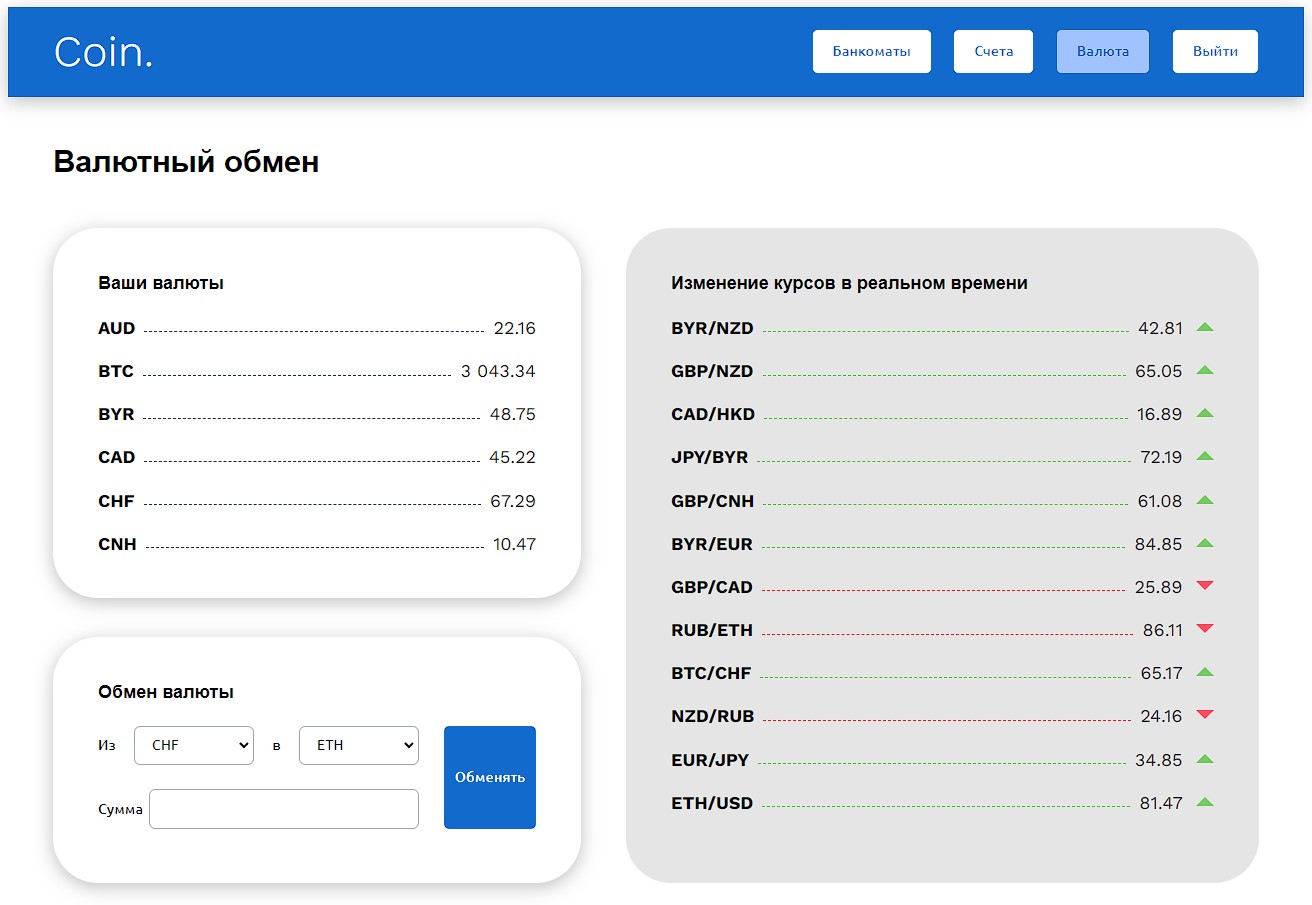 Coin.
Банкоматы Счета Валюта Выйти
Валютный обмен
Ваши валюты
AUD 22.16
BTC 3 043.34
BYR 48.75
CAD 45.22
CHF 67.29
CNH 10.47
Обмен валюты
Из CHF в ETH
Обменять
Сумма
Изменение курсов в реальном времени
BYR/NZD 42.81
GBP/NZD 65.05
CAD/HKD 16.89
JPY/BYR 72.19
GBP/CNH 61.08
BYR/EUR 84.85
GBP/CAD 25.89
RUB/ETH 86.11
BTC/CHF 65.17
NZD/RUB 24.16
EUR/JPY 34.85
ETH/USD 81.47